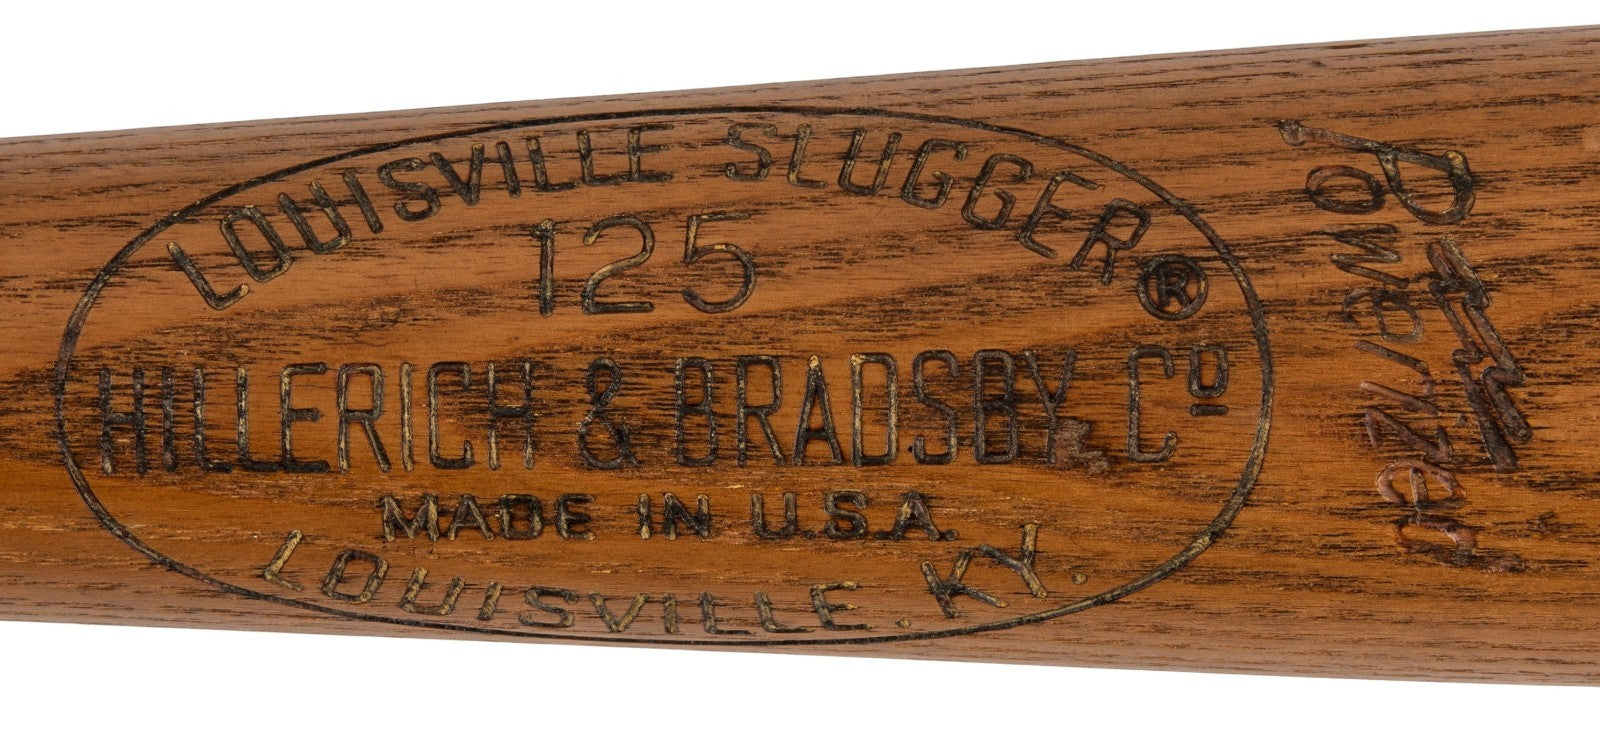 LOUISVILLE SLUGGER
125 ®
HILLERICH & BRADSBY Cº
MADE IN U.S.A.
LOUISVILLE. KY.
Powerized